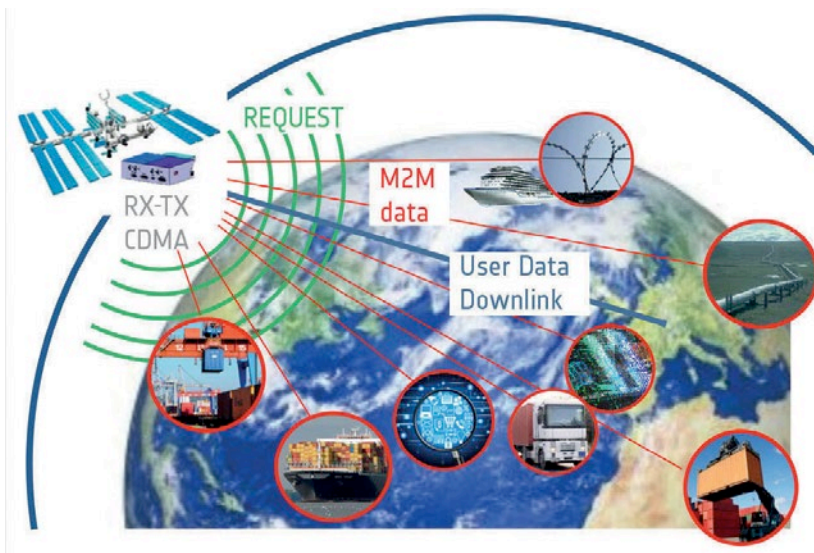 REQUEST
M2M
data
RX-TX
CDMA
User Data
Downlink